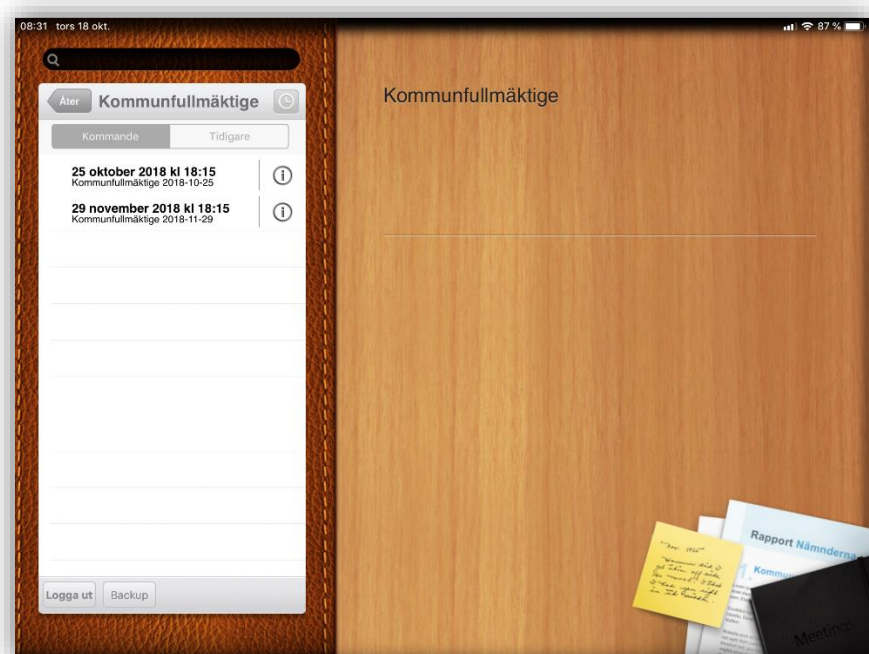 08:31 tors 18 okt.
87 %
Åter
Kommunfullmäktige
Kommande
Tidigare
25 oktober 2018 kl 18:15
Kommunfullmäktige 2018-10-25
29 november 2018 kl 18:15
Kommunfullmäktige 2018-11-29
Logga ut
Backup
Kommunfullmäktige
Rapport Nämnderna
1.
Meetings